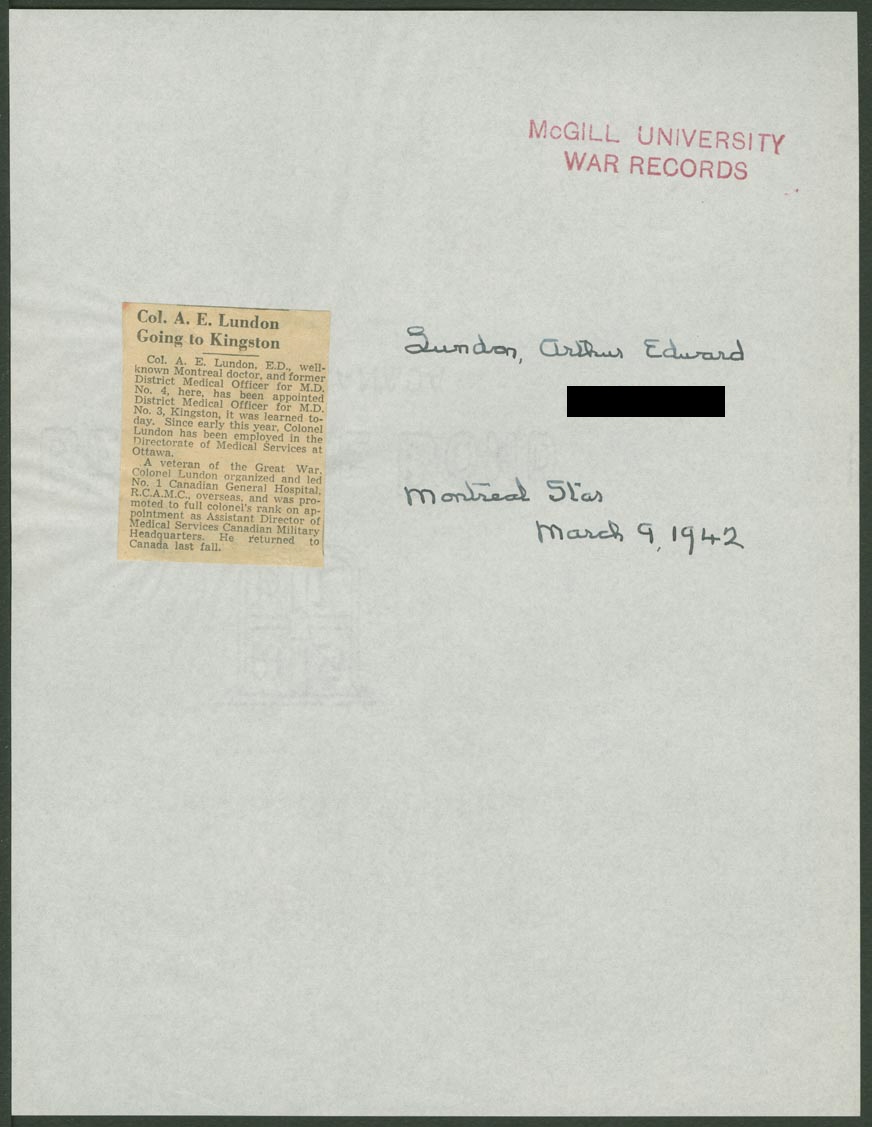 McGILL UNIVERSITY
WAR RECORDS
Col. A. E. Lundon
Going to Kingston
Col. A. E. Lundon, E.D., well-
known Montreal doctor, and former
District Medical Officer for M.D.
No. 4, here, has been appointed
District Medical Officer for M.D.
No. 3, Kingston, it was learned to-
day. Since early this year, Colonel
Lundon has been employed in the
Directorate of Medical Services at
Ottawa.
A veteran of the Great War,
Colonel Lundon organized and led
No. 1 Canadian General Hospital,
R.C.A.M.C., overseas, and was pro-
moted to full colonel's rank on ap-
pointment as Assistant Director of
Medical Services Canadian Military
Headquarters. He returned to
Canada last fall.
Lundon, Arthur Edward
Montreal Star
March 9, 1942